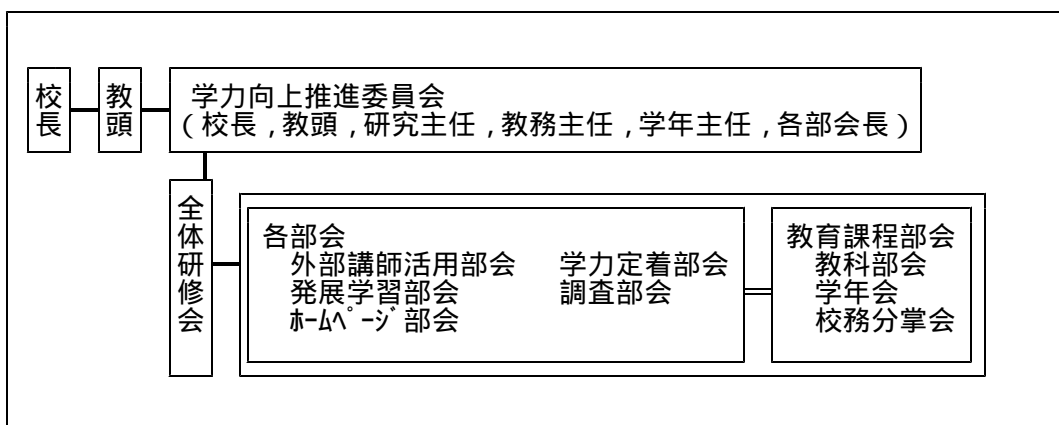 校長
教頭
学力向上推進委員会
(校長,教頭,研究主任,教務主任,学年主任,各部会長)
全体研修会
各部会
外部講師活用部会 学力定着部会
発展学習部会 調査部会
ホームページ部会
教育課程部会
教科部会
学年会
校務分掌会